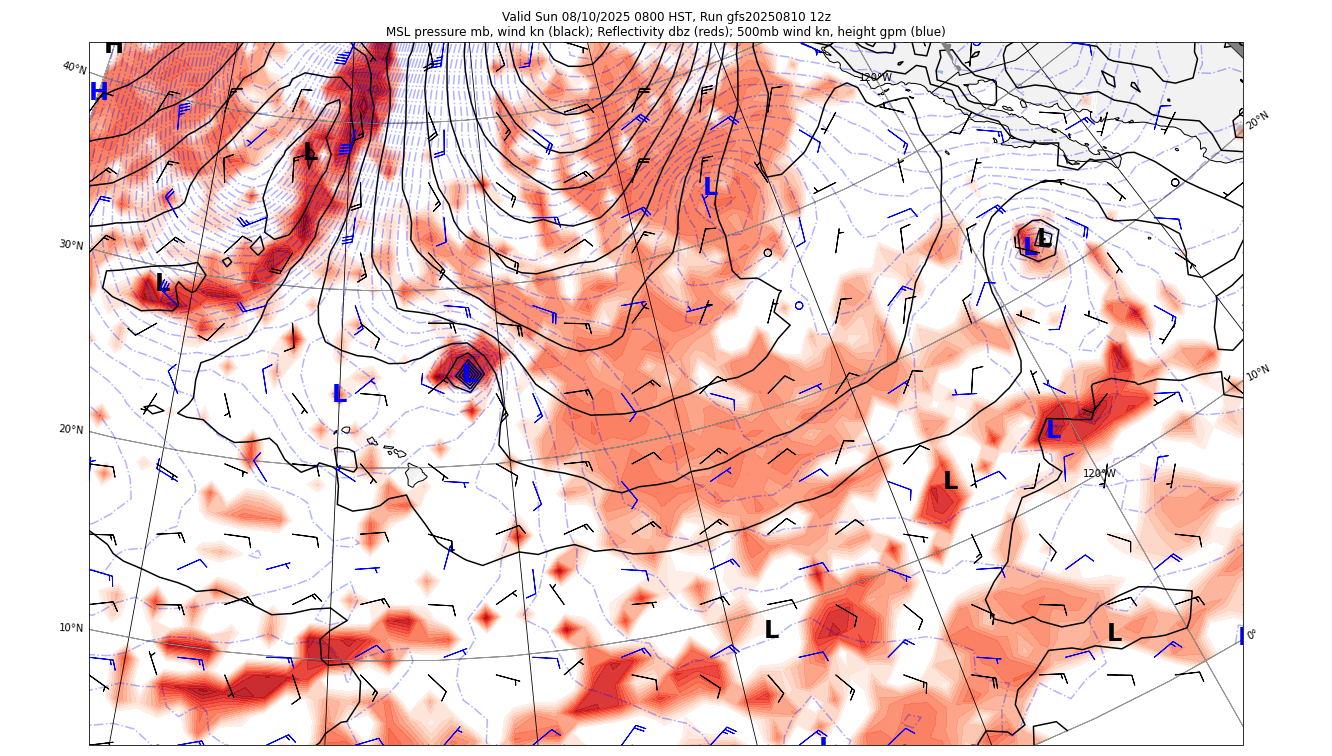 Valid Sun 08/10/2025 0800 HST, Run gfs20250810 12z
MSL pressure mb, wind kn (black); Reflectivity dbz (reds); 500mb wind kn, height gpm (blue)
H
40°N
120°W
H
20°N
L
L
L
30°N
L
L
L
10°N
L
L
20°N
L
120°W
L
10°N
L
L
0°
L